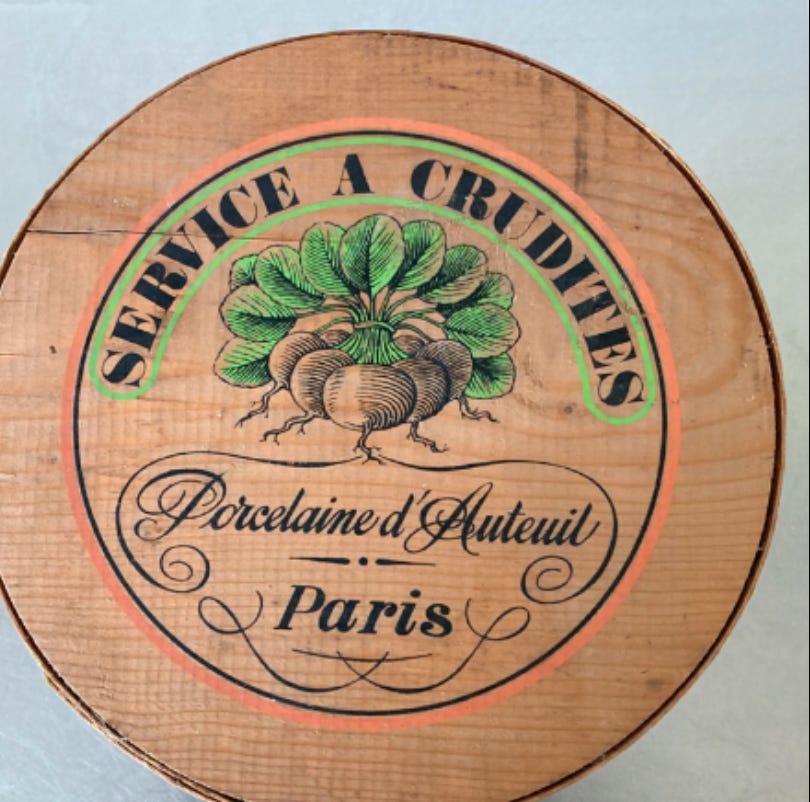 SERVICE A CRUDITES
Porcelaine d'Auteuil
Paris